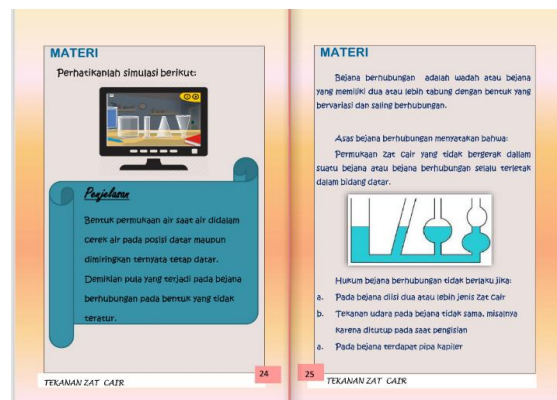 MATERI
Perhatikanlah simulasi berikut:
Penjelasan
Bentuk permukaan air saat air didalam
cerek air pada posisi datar maupun
dimiringkan ternyata tetap datar.
Demikian pula yang terjadi pada bejana
berhubungan pada bentuk yang tidak
teratur.
24
TEKANAN ZAT CAIR
MATERI
Bejana berhubungan adalah wadah atau bejana
yang memiliki dua atau lebih tabung dengan bentuk yang
bervariasi dan saling berhubungan.
Asas bejana berhubungan menyatakan bahwa:
Permukaan zat cair yang tidak bergerak dallam
suatu bejana atau bejana berhubungan selalu terletak
dalam bidang datar.
Hukum bejana berhubungan tidak berlaku jika:
a. Pada bejana diisi dua atau lebih jenis zat cair
b. Tekanan udara pada bejana tidak sama, misalnya
karena ditutup pada saat pengisian
a. Pada bejana terdapat pipa kapiler
25
TEKANAN ZAT CAIR